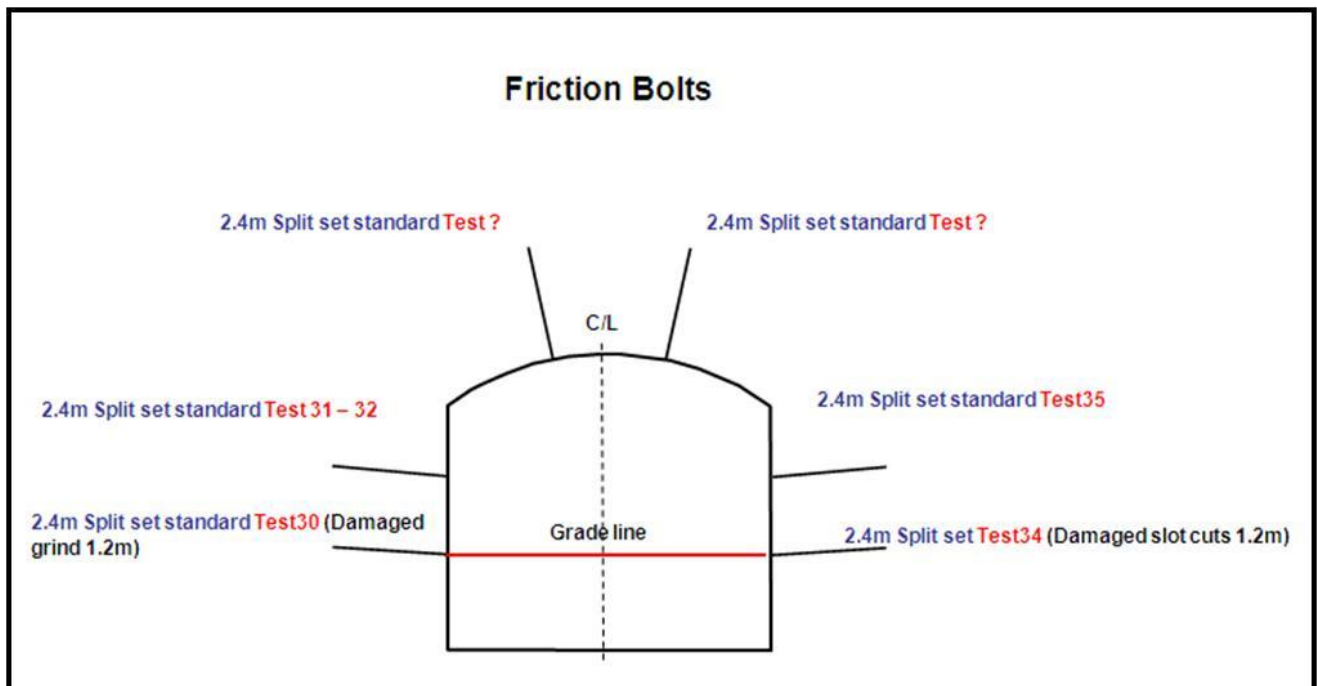 Friction Bolts
2.4m Split set standard Test ?
2.4m Split set standard Test ?
C/L
2.4m Split set standard Test 31 – 32
2.4m Split set standard Test35
2.4m Split set standard Test30 (Damaged
grind 1.2m)
Grade line
2.4m Split set Test34 (Damaged slot cuts 1.2m)